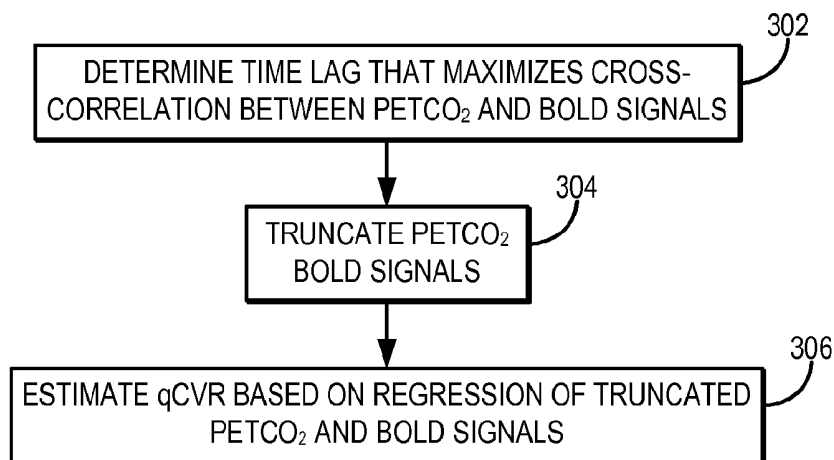 302
DETERMINE TIME LAG THAT MAXIMIZES CROSS-
CORRELATION BETWEEN PETCO₂ AND BOLD SIGNALS
304
TRUNCATE PETCO₂
BOLD SIGNALS
306
ESTIMATE qCVR BASED ON REGRESSION OF TRUNCATED
PETCO₂ AND BOLD SIGNALS